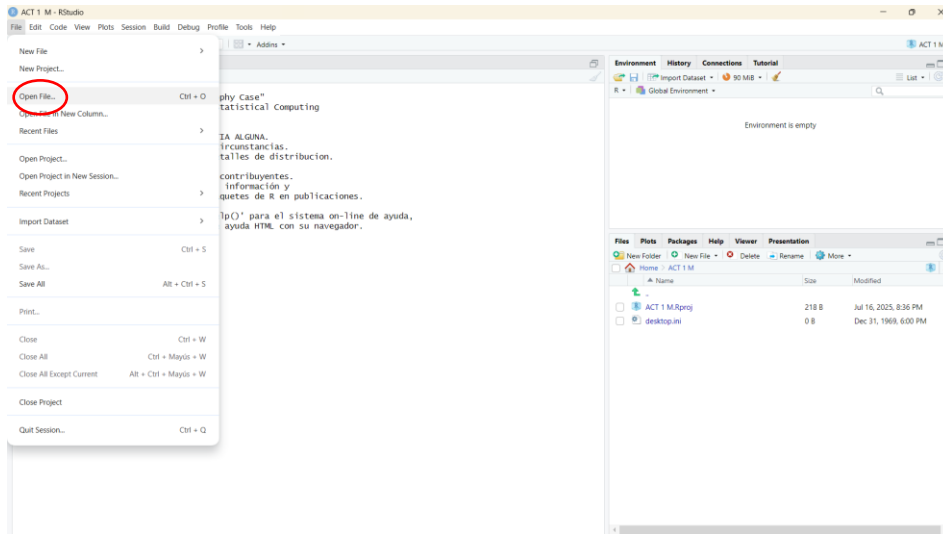 ACT 1 M - RStudio
File Edit Code View Plots Session Build Debug Profile Tools Help
Addins
ACT 1 M
New File
New Project...
Open File... Ctrl + O
Open File in New Column...
Recent Files
Open Project...
Open Project in New Session...
Recent Projects
Import Dataset
Save Ctrl + S
Save As...
Save All Alt + Ctrl + S
Print...
Close Ctrl + W
Close All Ctrl + Mayús + W
Close All Except Current Alt + Ctrl + Mayús + W
Close Project
Quit Session... Ctrl + Q
phy Case"
tatistical Computing
IA ALGUNA.
ircunstancias.
talles de distribucion.
contribuyentes.
información y
quetes de R en publicaciones.
lp()' para el sistema on-line de ayuda,
ayuda HTML con su navegador.
Environment History Connections Tutorial
Import Dataset 90 MiB List
R Global Environment
Environment is empty
Files Plots Packages Help Viewer Presentation
New Folder New File Delete Rename More
Home > ACT 1 M
Name Size Modified
..
ACT 1 M.Rproj 218 B Jul 16, 2025, 8:36 PM
desktop.ini 0 B Dec 31, 1969, 6:00 PM